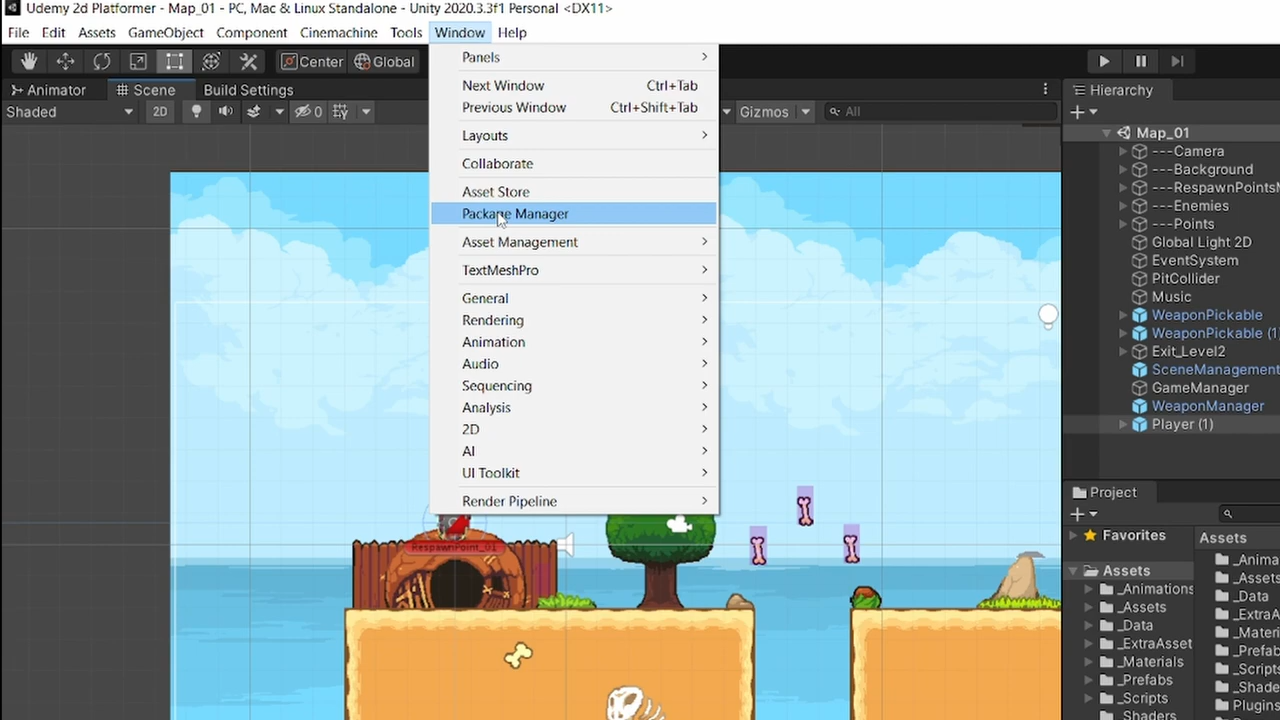 Udemy 2d Platformer - Map_01 - PC, Mac & Linux Standalone - Unity 2020.3.3f1 Personal <DX11>
File Edit Assets GameObject Component Cinemachine Tools Window Help
Center Global
Animator Scene Build Settings
Shaded 2D 0 Gizmos All
Panels
Next Window Ctrl+Tab
Previous Window Ctrl+Shift+Tab
Layouts
Collaborate
Asset Store
Package Manager
Asset Management
TextMeshPro
General
Rendering
Animation
Audio
Sequencing
Analysis
2D
AI
UI Toolkit
Render Pipeline
RespawnPoint_01
Hierarchy
Map_01
---Camera
---Background
---RespawnPointsM
---Enemies
---Points
Global Light 2D
EventSystem
PitCollider
Music
WeaponPickable
WeaponPickable (1)
Exit_Level2
SceneManagement
GameManager
WeaponManager
Player (1)
Project
Favorites
Assets
_Animations
_Assets
_Data
_ExtraAsset
_Materials
_Prefabs
_Scripts
_Shaders
Assets
_Anima
_Assets
_Data
_ExtraA
_Mater
_Prefab
_Scripts
_Shade
Plugins